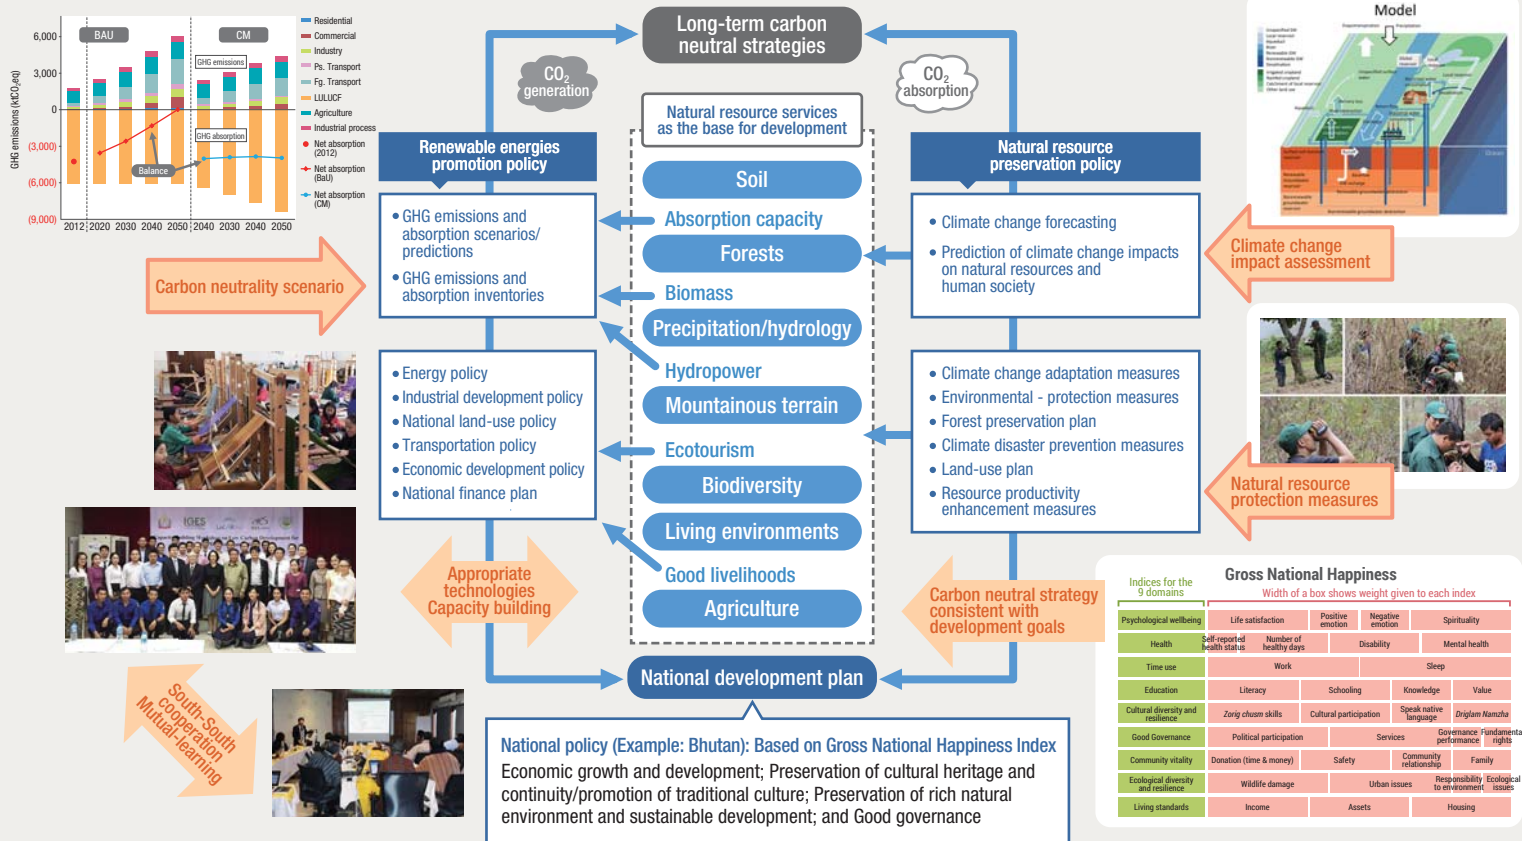 BAU
CM
6,000
3,000
0
(3,000)
(6,000)
(9,000)
GHG emissions (ktCO2eq)
GHG emissions
GHG absorption
Balance
2012
2020
2030
2040
2050
2040
2030
2040
2050
Residential
Commercial
Industry
Ps. Transport
Fg. Transport
LULUCF
Agriculture
Industrial process
Net absorption
(2012)
Net absorption
(BaU)
Net absorption
(CM)
Long-term carbon
neutral strategies
CO2
generation
CO2
absorption
Natural resource services
as the base for development
Renewable energies
promotion policy
Natural resource
preservation policy
Soil
Absorption capacity
Forests
Biomass
Precipitation/hydrology
Hydropower
Mountainous terrain
Ecotourism
Biodiversity
Living environments
Good livelihoods
Agriculture
• GHG emissions and
absorption scenarios/
predictions
• GHG emissions and
absorption inventories
• Climate change forecasting
• Prediction of climate change impacts
on natural resources and
human society
Carbon neutrality scenario
Model
Climate change
impact assessment
• Energy policy
• Industrial development policy
• National land-use policy
• Transportation policy
• Economic development policy
• National finance plan
• Climate change adaptation measures
• Environmental - protection measures
• Forest preservation plan
• Climate disaster prevention measures
• Land-use plan
• Resource productivity
enhancement measures
Natural resource
protection measures
IGES
Appropriate
technologies
Capacity building
Carbon neutral strategy
consistent with
development goals
South-South
cooperation
Mutual-learning
National development plan
National policy (Example: Bhutan): Based on Gross National Happiness Index
Economic growth and development; Preservation of cultural heritage and
continuity/promotion of traditional culture; Preservation of rich natural
environment and sustainable development; and Good governance
Gross National Happiness
Indices for the
9 domains
Width of a box shows weight given to each index
Psychological wellbeing
Life satisfaction
Positive
emotion
Negative
emotion
Spirituality
Health
Self-reported
health status
Number of
healthy days
Disability
Mental health
Time use
Work
Sleep
Education
Literacy
Schooling
Knowledge
Value
Cultural diversity and
resilience
Zorig chusm skills
Cultural participation
Speak native
language
Driglam Namzha
Good Governance
Political participation
Services
Governance
performance
Fundamental
rights
Community vitality
Donation (time & money)
Safety
Community
relationship
Family
Ecological diversity
and resilience
Wildlife damage
Urban issues
Responsibility
to environment
Ecological
issues
Living standards
Income
Assets
Housing